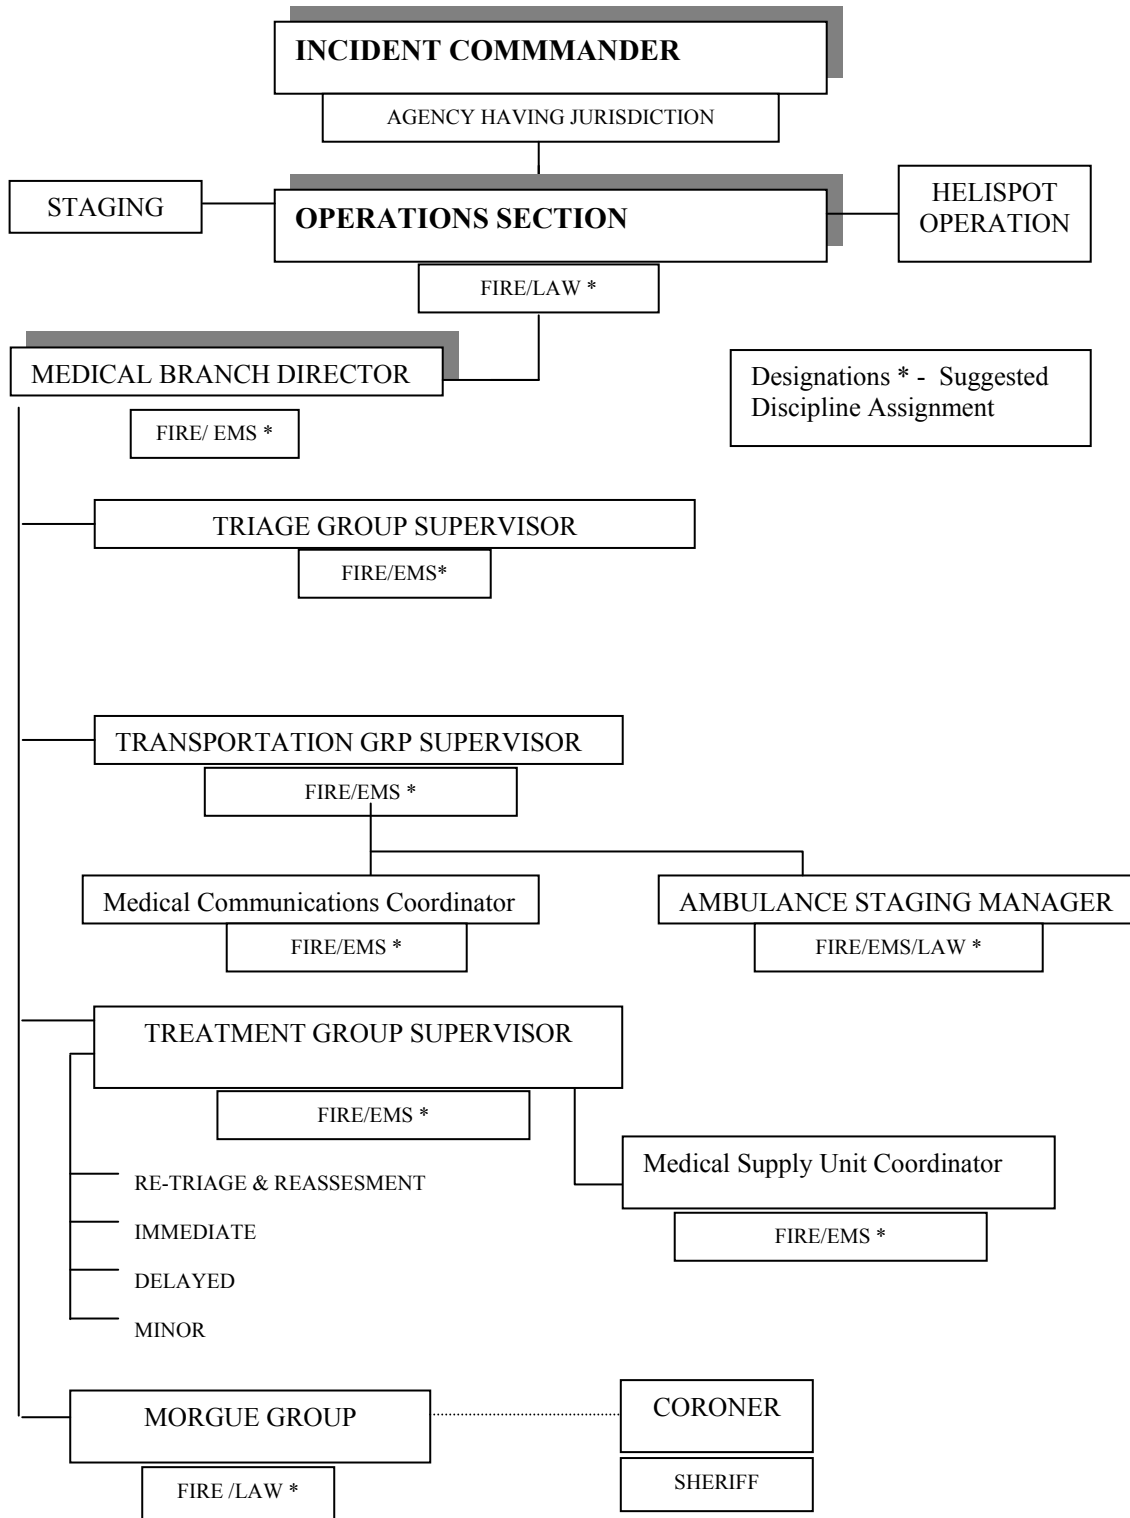 INCIDENT COMMMANDER
AGENCY HAVING JURISDICTION
STAGING
OPERATIONS SECTION
HELISPOT
OPERATION
FIRE/LAW *
MEDICAL BRANCH DIRECTOR
FIRE/ EMS *
Designations * - Suggested
Discipline Assignment
TRIAGE GROUP SUPERVISOR
FIRE/EMS*
TRANSPORTATION GRP SUPERVISOR
FIRE/EMS *
Medical Communications Coordinator
FIRE/EMS *
AMBULANCE STAGING MANAGER
FIRE/EMS/LAW *
TREATMENT GROUP SUPERVISOR
FIRE/EMS *
Medical Supply Unit Coordinator
FIRE/EMS *
RE-TRIAGE & REASSESMENT
IMMEDIATE
DELAYED
MINOR
MORGUE GROUP
FIRE /LAW *
CORONER
SHERIFF